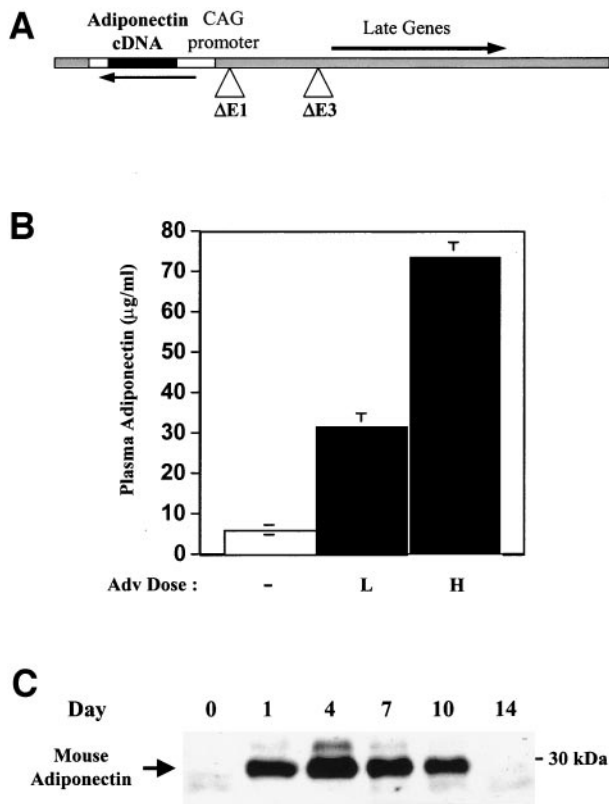 A
Adiponectin cDNA
CAG promoter
Late Genes
ΔE1
ΔE3
B
Plasma Adiponectin (µg/ml)
80
70
60
50
40
30
20
10
0
Adv Dose : - L H
C
Day 0 1 4 7 10 14
Mouse Adiponectin
- 30 kDa